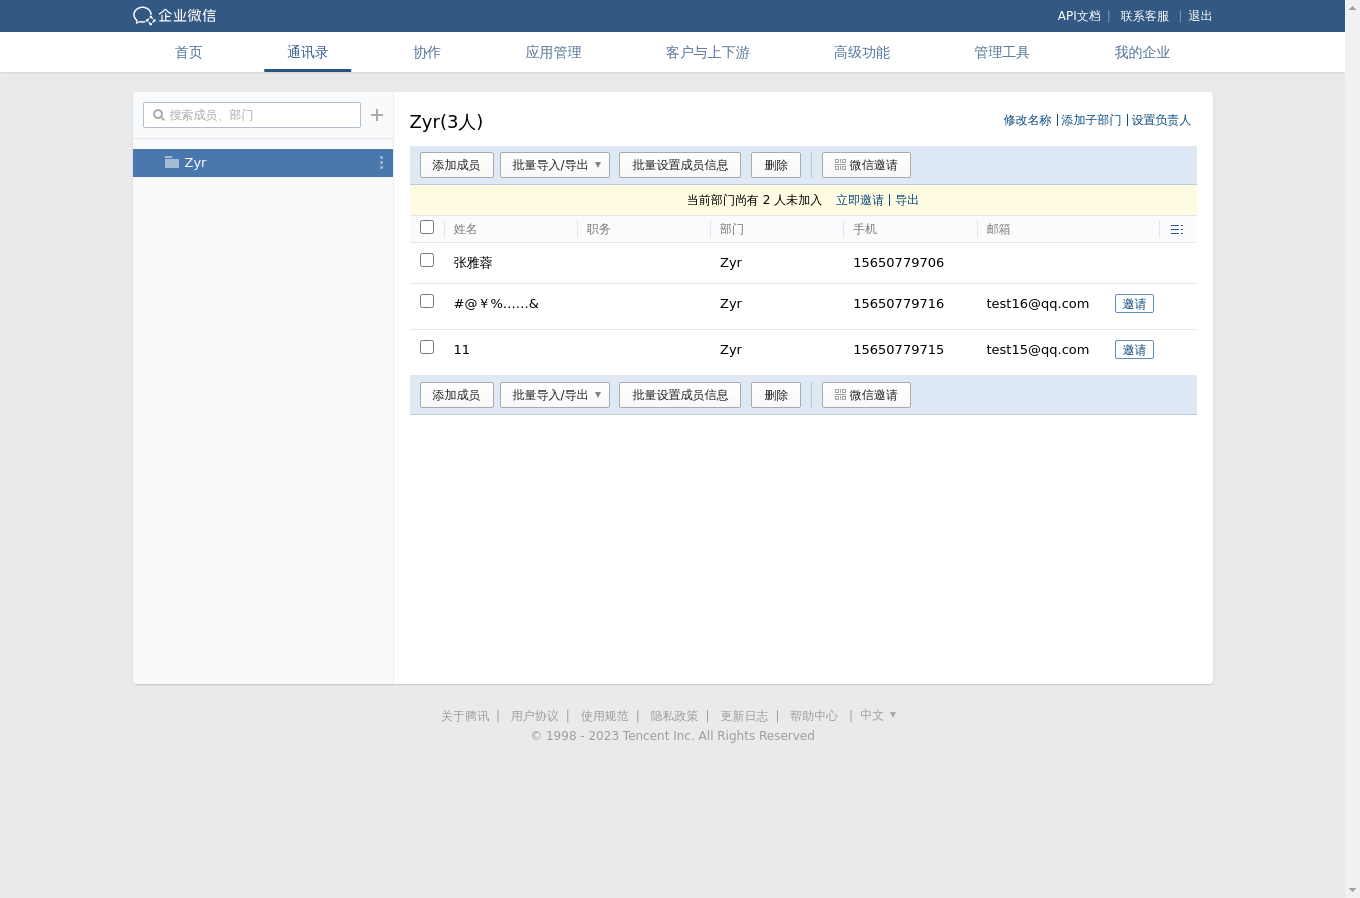 企业微信 API文档 | 联系客服 | 退出
首页 通讯录 协作 应用管理 客户与上下游 高级功能 管理工具 我的企业
搜索成员、部门
Zyr
Zyr(3人) 修改名称 | 添加子部门 | 设置负责人
添加成员 批量导入/导出 批量设置成员信息 删除 微信邀请
当前部门尚有 2 人未加入 立即邀请 | 导出
姓名 职务 部门 手机 邮箱
张雅蓉 Zyr 15650779706
#@￥%……& Zyr 15650779716 test16@qq.com 邀请
11 Zyr 15650779715 test15@qq.com 邀请
添加成员 批量导入/导出 批量设置成员信息 删除 微信邀请
关于腾讯 | 用户协议 | 使用规范 | 隐私政策 | 更新日志 | 帮助中心 | 中文
© 1998 - 2023 Tencent Inc. All Rights Reserved